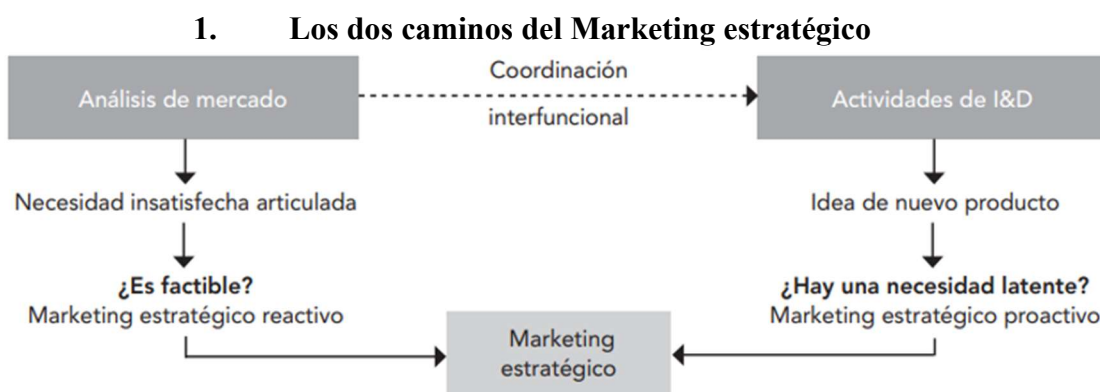 1. Los dos caminos del Marketing estratégico
Análisis de mercado
Coordinación
interfuncional
Actividades de I&D
Necesidad insatisfecha articulada
Idea de nuevo producto
¿Es factible?
Marketing estratégico reactivo
¿Hay una necesidad latente?
Marketing estratégico proactivo
Marketing
estratégico